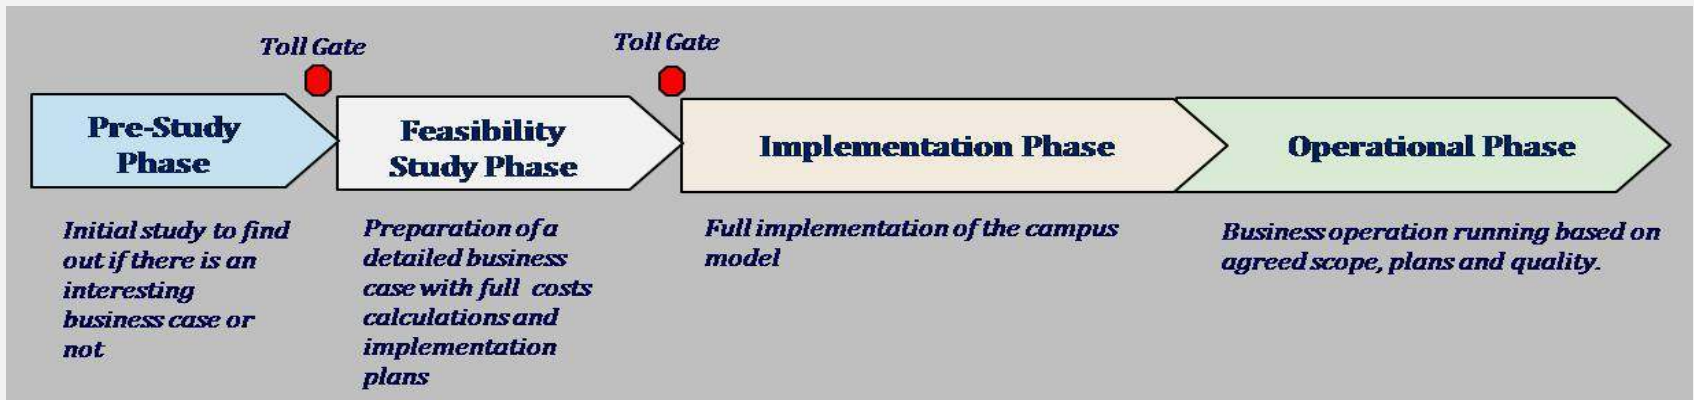 Toll Gate
Toll Gate
Pre-Study
Phase
Feasibility
Study Phase
Implementation Phase
Operational Phase
Initial study to find
out if there is an
interesting
business case or
not
Preparation of a
detailed business
case with full costs
calculations and
implementation
plans
Full implementation of the campus
model
Business operation running based on
agreed scope, plans and quality.